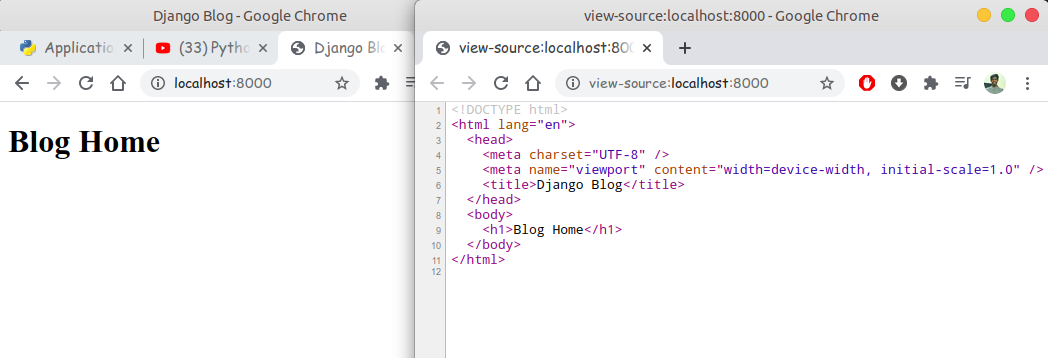 Django Blog - Google Chrome
Applicatio
(33) Pytho
Django Blo
localhost:8000
Blog Home
view-source:localhost:8000 - Google Chrome
view-source:localhost:800
view-source:localhost:8000
1 <!DOCTYPE html>
2 <html lang="en">
3 <head>
4 <meta charset="UTF-8" />
5 <meta name="viewport" content="width=device-width, initial-scale=1.0" />
6 <title>Django Blog</title>
7 </head>
8 <body>
9 <h1>Blog Home</h1>
10 </body>
11 </html>
12